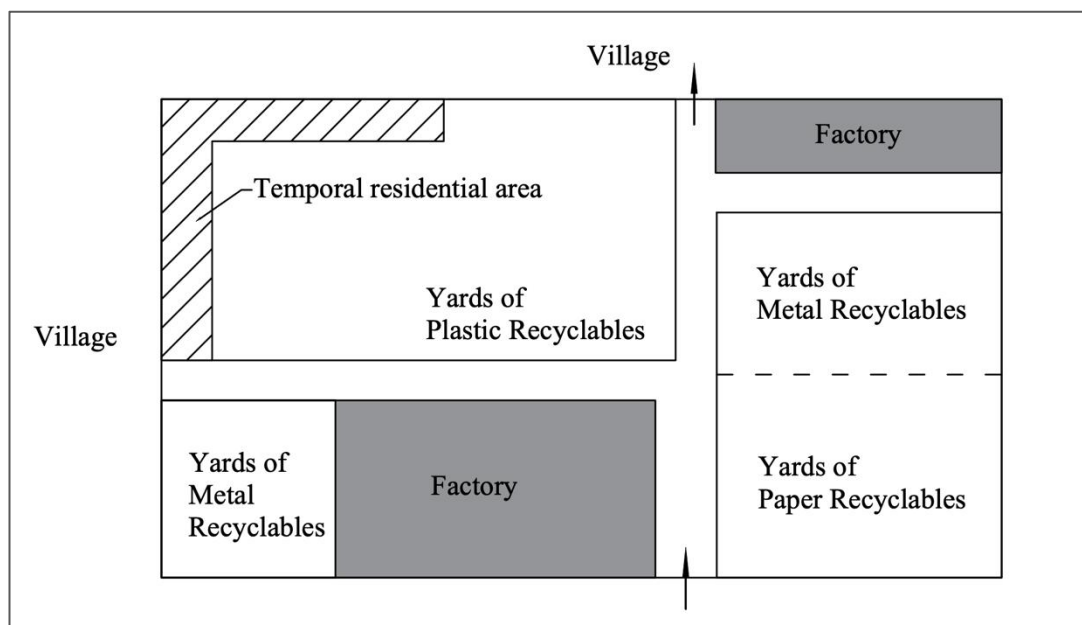 Village
Factory
Temporal residential area
Yards of
Plastic Recyclables
Yards of
Metal Recyclables
Village
Yards of
Metal
Recyclables
Factory
Yards of
Paper Recyclables